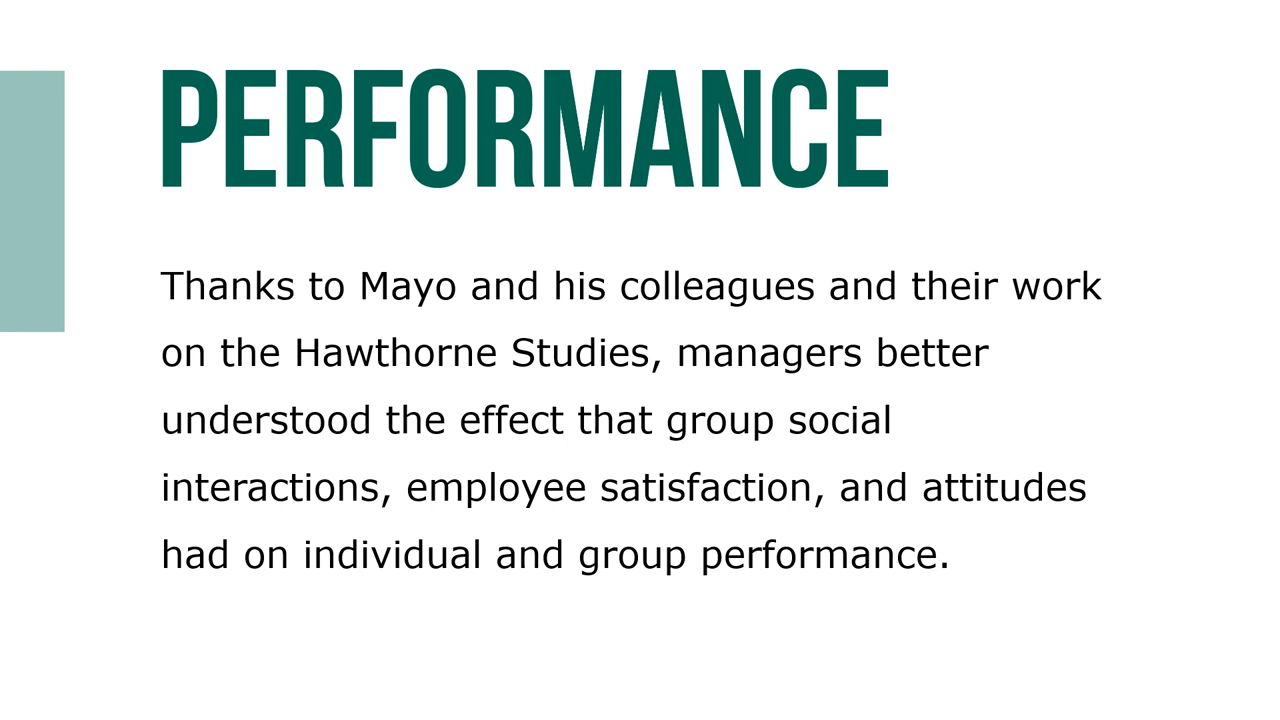 PERFORMANCE
Thanks to Mayo and his colleagues and their work
on the Hawthorne Studies, managers better
understood the effect that group social
interactions, employee satisfaction, and attitudes
had on individual and group performance.